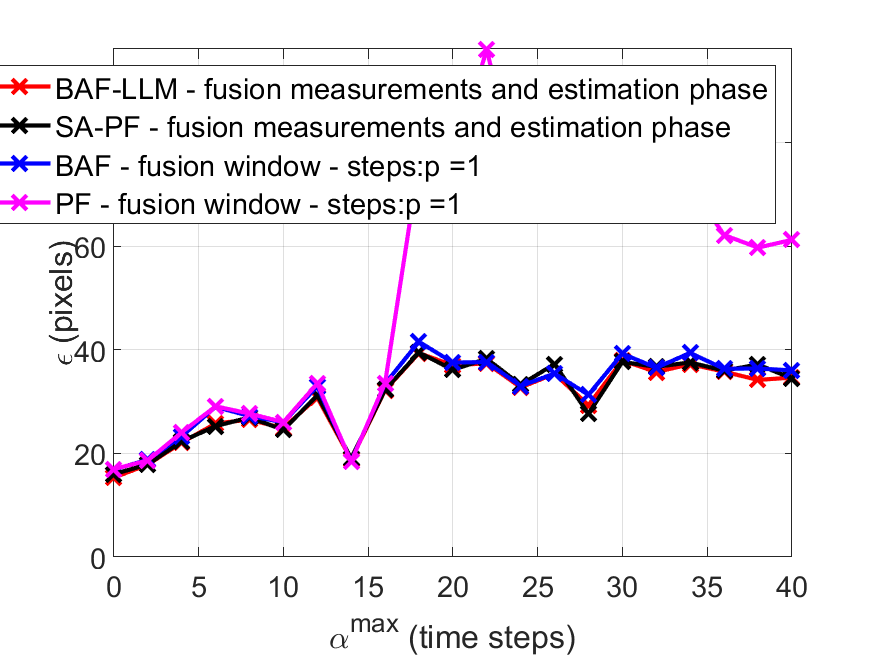 BAF-LLM - fusion measurements and estimation phase
SA-PF - fusion measurements and estimation phase
BAF - fusion window - steps:p =1
PF - fusion window - steps:p =1
60
40
20
0
ϵ (pixels)
0 5 10 15 20 25 30 35 40
α^max (time steps)